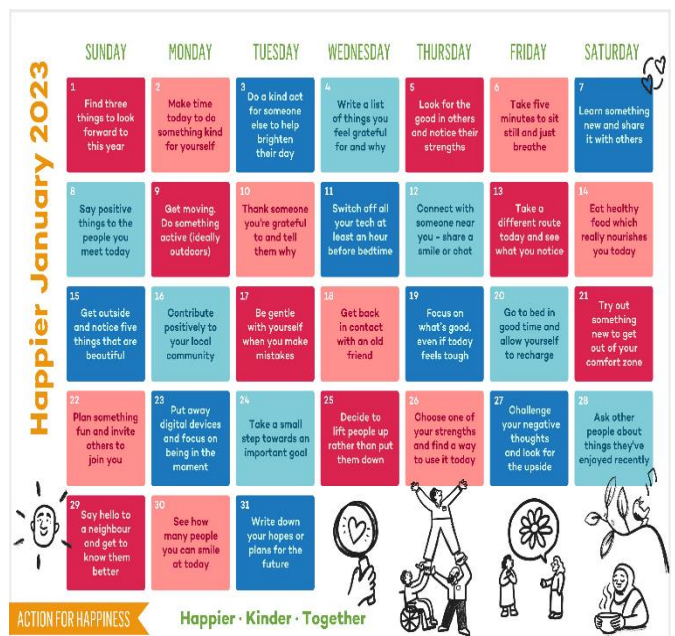 Happier January 2023
SUNDAY MONDAY TUESDAY WEDNESDAY THURSDAY FRIDAY SATURDAY
1
Find three
things to look
forward to
this year
2
Make time
today to do
something kind
for yourself
3
Do a kind act
for someone
else to help
brighten
their day
4
Write a list
of things you
feel grateful
for and why
5
Look for the
good in others
and notice their
strengths
6
Take five
minutes to sit
still and just
breathe
7
Learn something
new and share
it with others
8
Say positive
things to the
people you
meet today
9
Get moving.
Do something
active (ideally
outdoors)
10
Thank someone
you're grateful
to and tell
them why
11
Switch off all
your tech at
least an hour
before bedtime
12
Connect with
someone near
you - share a
smile or chat
13
Take a
different route
today and see
what you notice
14
Eat healthy
food which
really nourishes
you today
15
Get outside
and notice five
things that are
beautiful
16
Contribute
positively to
your local
community
17
Be gentle
with yourself
when you make
mistakes
18
Get back
in contact
with an old
friend
19
Focus on
what's good,
even if today
feels tough
20
Go to bed in
good time and
allow yourself
to recharge
21
Try out
something
new to get
out of your
comfort zone
22
Plan something
fun and invite
others to
join you
23
Put away
digital devices
and focus on
being in the
moment
24
Take a small
step towards an
important goal
25
Decide to
lift people up
rather than put
them down
26
Choose one of
your strengths
and find a way
to use it today
27
Challenge
your negative
thoughts
and look for
the upside
28
Ask other
people about
things they've
enjoyed recently
29
Say hello to
a neighbour
and get to
know them
better
30
See how
many people
you can smile
at today
31
Write down
your hopes or
plans for the
future
ACTION FOR HAPPINESS
Happier · Kinder · Together